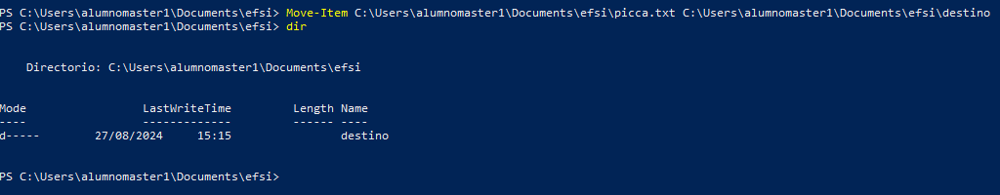 PS C:\Users\alumnomaster1\Documents\efsi> Move-Item C:\Users\alumnomaster1\Documents\efsi\picca.txt C:\Users\alumnomaster1\Documents\efsi\destino
PS C:\Users\alumnomaster1\Documents\efsi> dir
Directorio: C:\Users\alumnomaster1\Documents\efsi
Mode LastWriteTime Length Name
---- ------------- ------ ----
d----- 27/08/2024 15:15 destino
PS C:\Users\alumnomaster1\Documents\efsi>